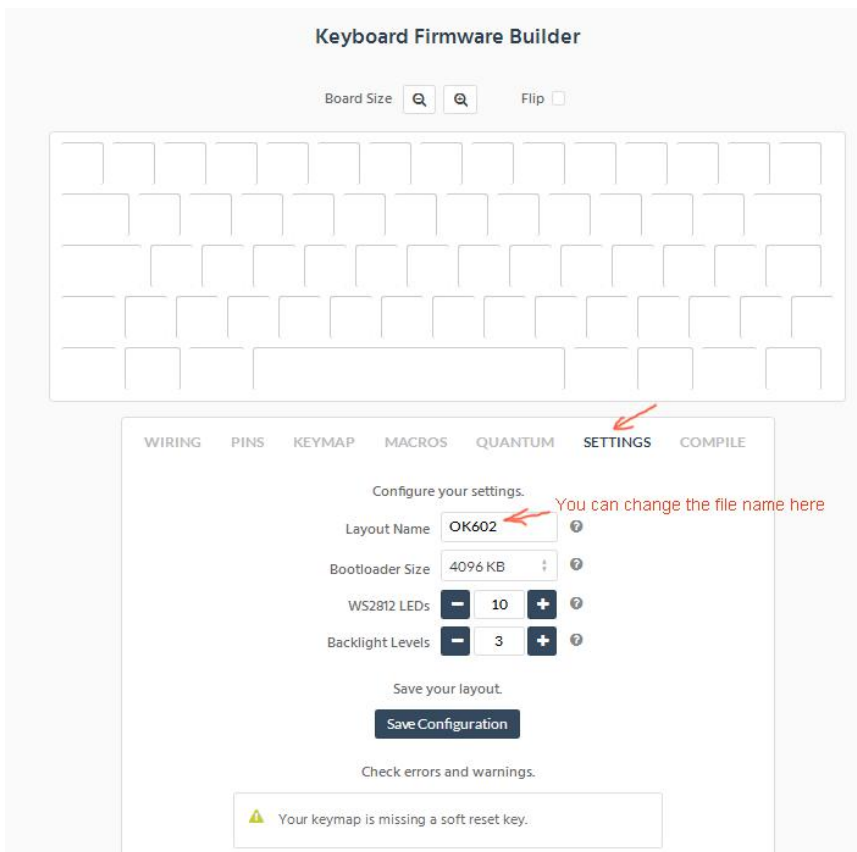 Keyboard Firmware Builder
Board Size Flip
WIRING PINS KEYMAP MACROS QUANTUM SETTINGS COMPILE
Configure your settings.
You can change the file name here
Layout Name OK602
Bootloader Size 4096 KB
WS2812 LEDs 10
Backlight Levels 3
Save your layout.
Save Configuration
Check errors and warnings.
Your keymap is missing a soft reset key.